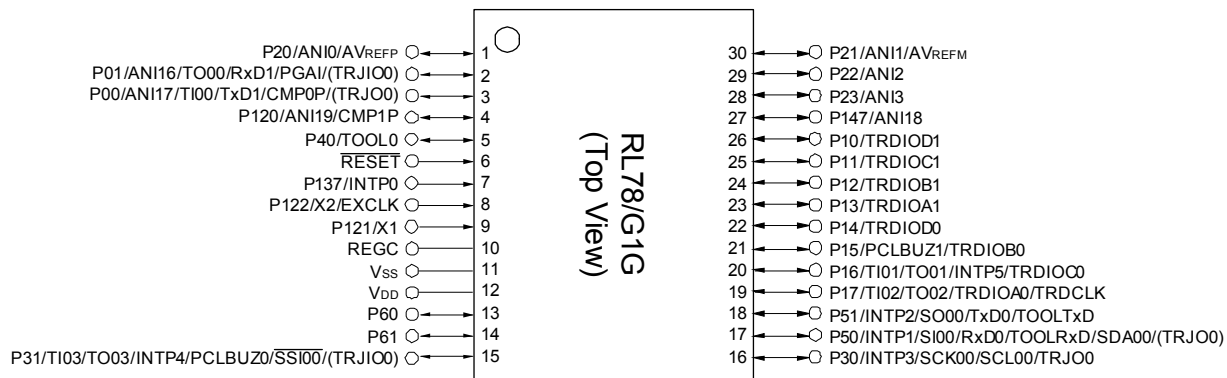 P20/ANI0/AVREFP 1
P01/ANI16/TO00/RxD1/PGAI/(TRJIO0) 2
P00/ANI17/TI00/TxD1/CMP0P/(TRJO0) 3
P120/ANI19/CMP1P 4
P40/TOOL0 5
RESET 6
P137/INTP0 7
P122/X2/EXCLK 8
P121/X1 9
REGC 10
VSS 11
VDD 12
P60 13
P61 14
P31/TI03/TO03/INTP4/PCLBUZ0/SSI00/(TRJIO0) 15
RL78/G1G
(Top View)
30 P21/ANI1/AVREFM
29 P22/ANI2
28 P23/ANI3
27 P147/ANI18
26 P10/TRDIOD1
25 P11/TRDIOC1
24 P12/TRDIOB1
23 P13/TRDIOA1
22 P14/TRDIOD0
21 P15/PCLBUZ1/TRDIOB0
20 P16/TI01/TO01/INTP5/TRDIOC0
19 P17/TI02/TO02/TRDIOA0/TRDCLK
18 P51/INTP2/SO00/TxD0/TOOLTxD
17 P50/INTP1/SI00/RxD0/TOOLRxD/SDA00/(TRJO0)
16 P30/INTP3/SCK00/SCL00/TRJO0